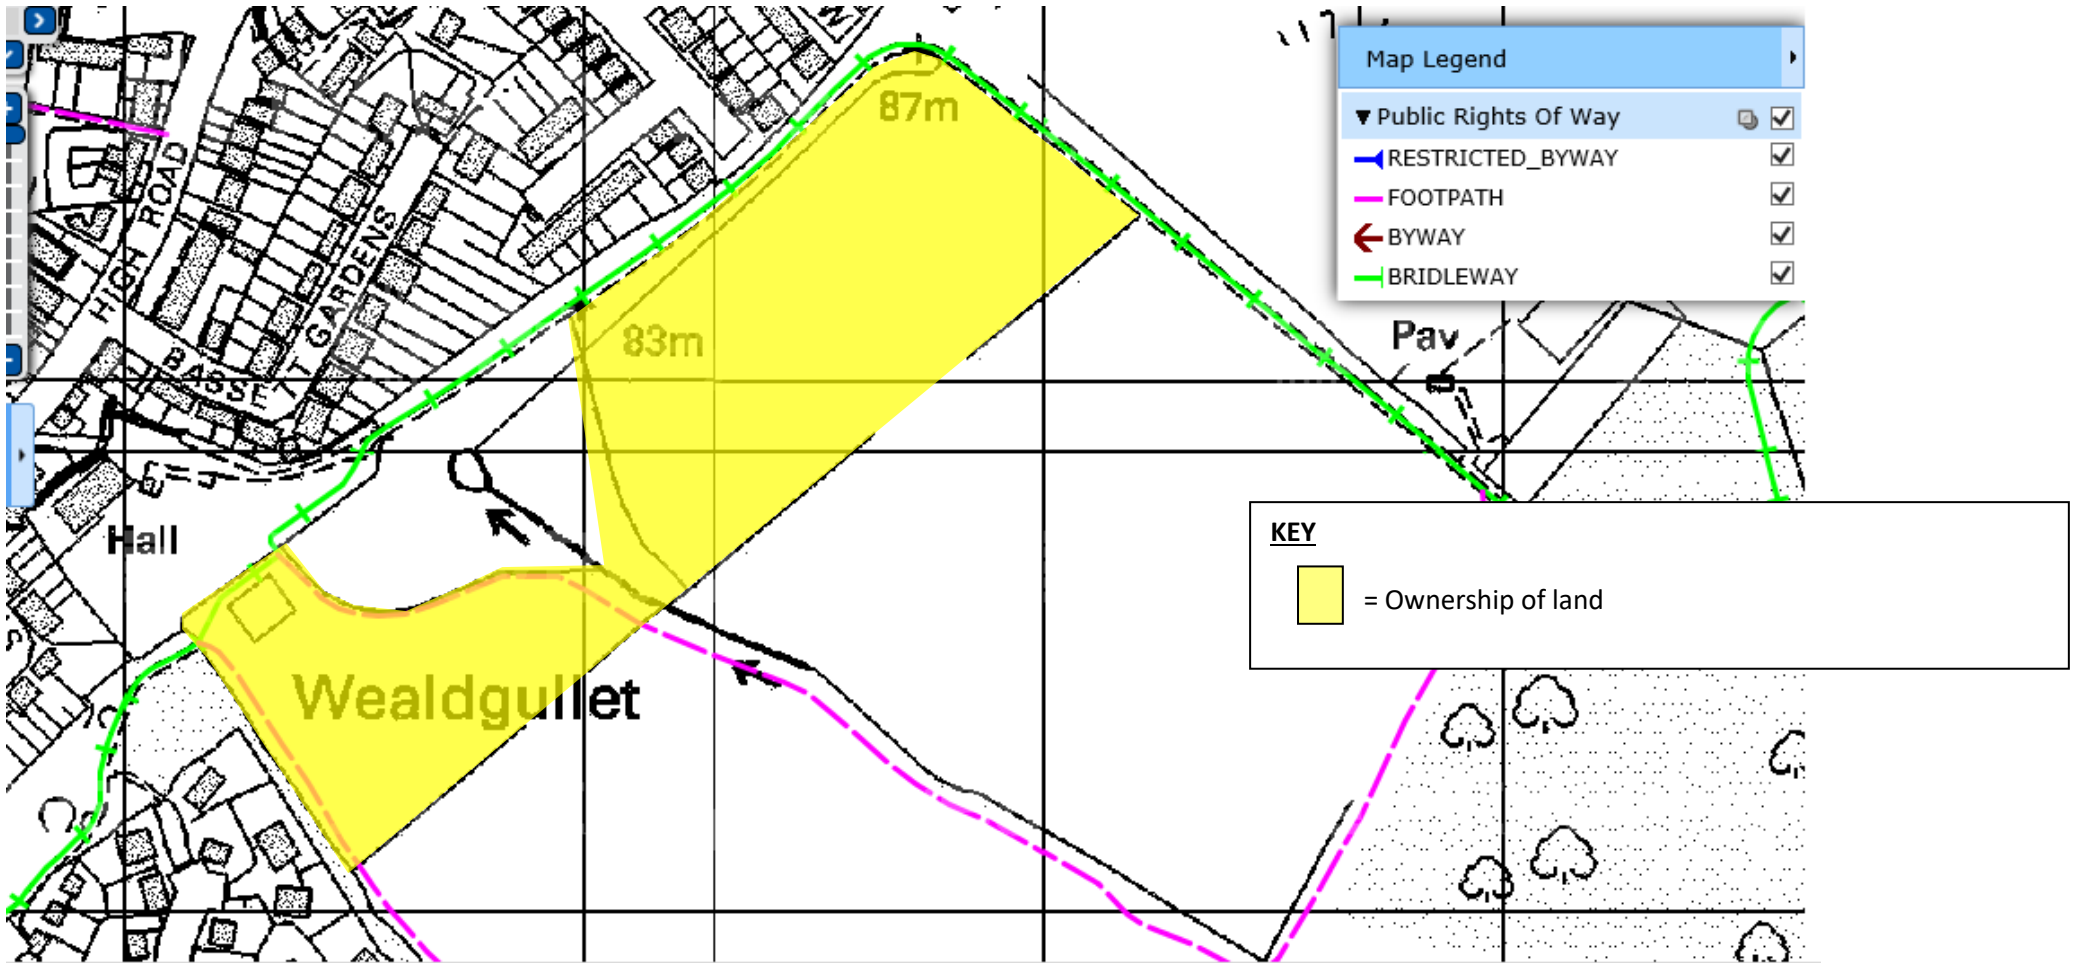 Map Legend
Public Rights Of Way
RESTRICTED_BYWAY
FOOTPATH
BYWAY
BRIDLEWAY
87m
HIGH ROAD
GARDENS
83m
BASSETT
Pav
Hall
KEY
= Ownership of land
Wealdgullet